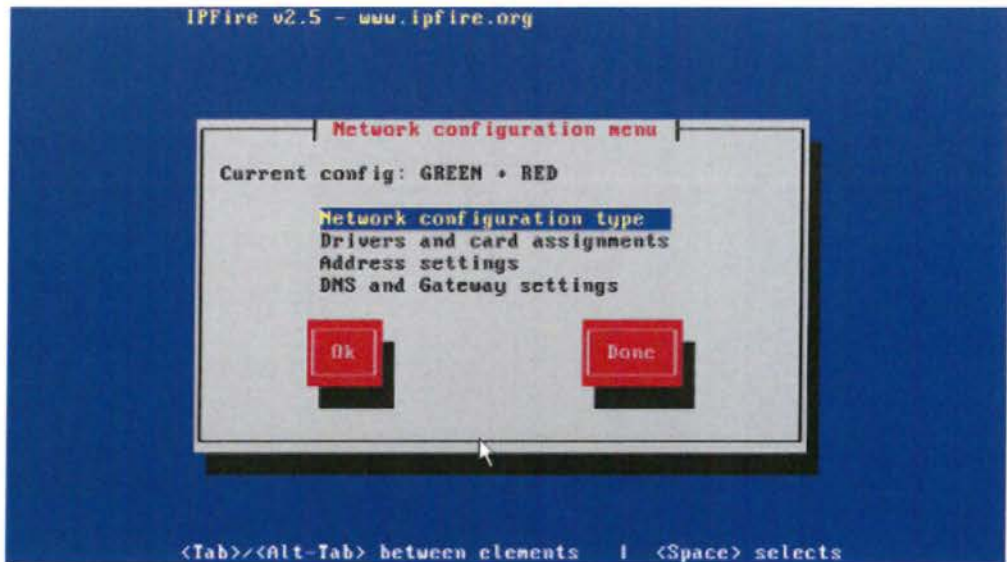 IPFire v2.5 - www.ipfire.org
Network configuration menu
Current config: GREEN + RED
Network configuration type
Drivers and card assignments
Address settings
DNS and Gateway settings
Ok
Done
<Tab>/<Alt-Tab> between elements | <Space> selects